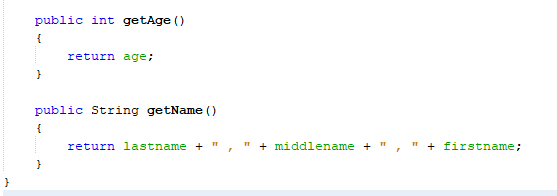 public int getAge()
{
return age;
}
public String getName()
{
return lastname + " , " + middlename + " , " + firstname;
}
}